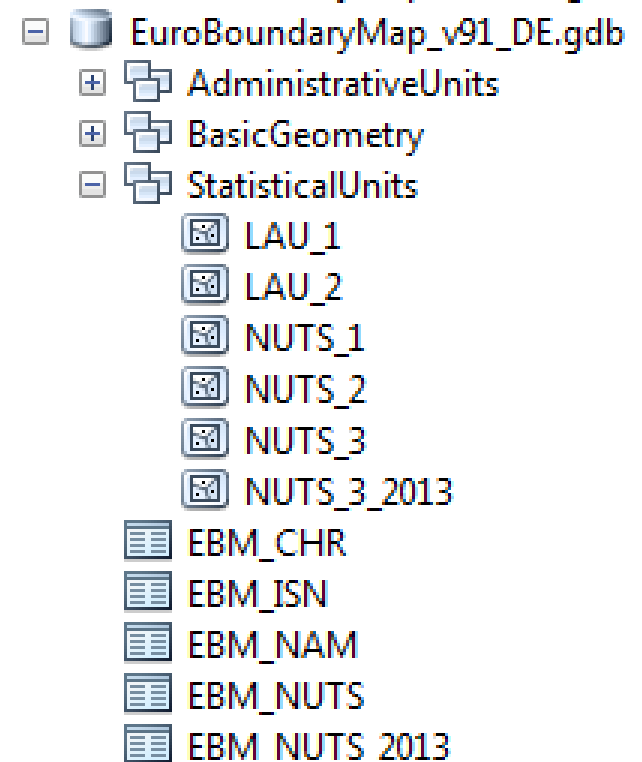 EuroBoundaryMap_v91_DE.gdb
AdministrativeUnits
BasicGeometry
StatisticalUnits
LAU_1
LAU_2
NUTS_1
NUTS_2
NUTS_3
NUTS_3_2013
EBM_CHR
EBM_ISN
EBM_NAM
EBM_NUTS
EBM_NUTS_2013